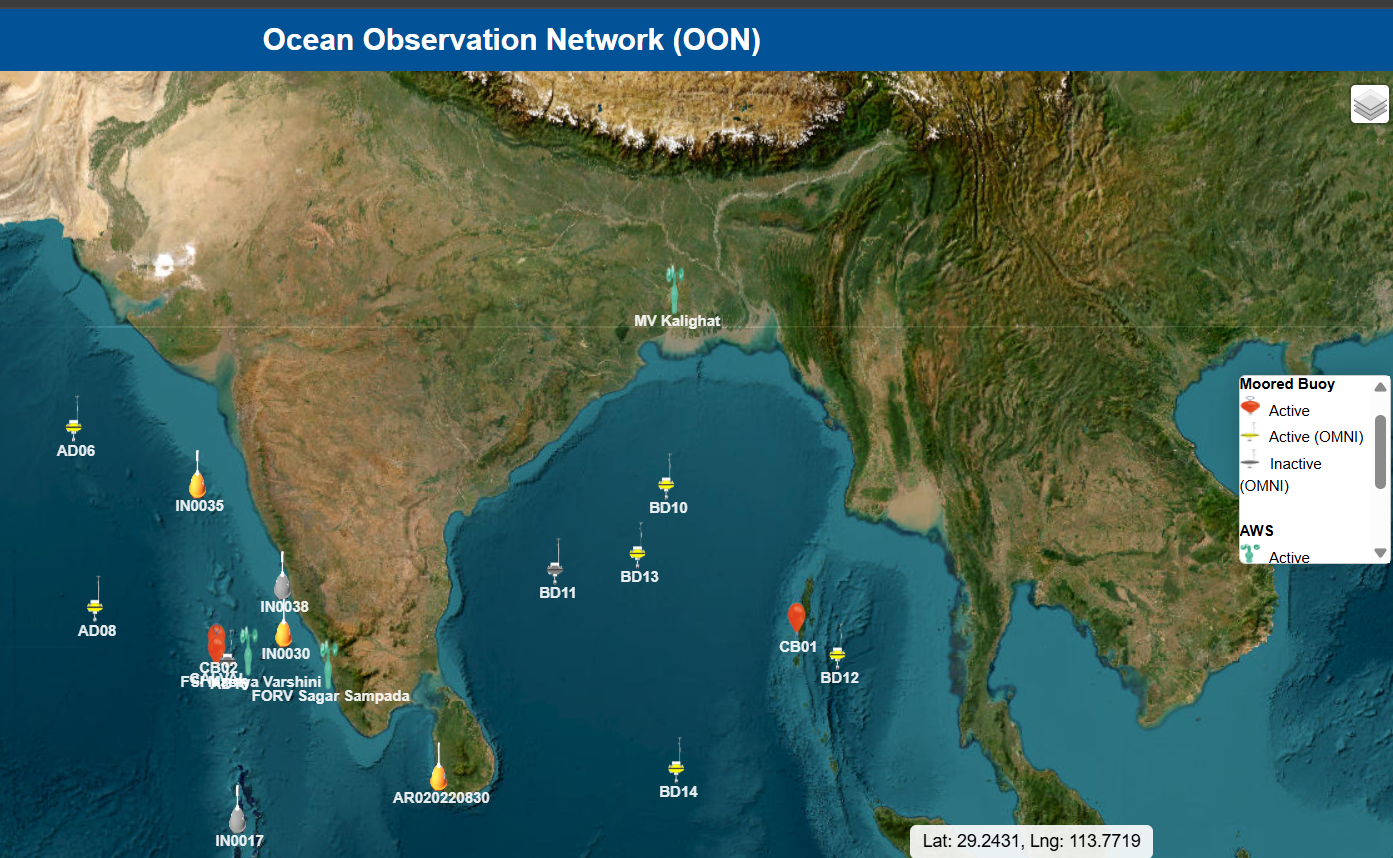 Ocean Observation Network (OON)
MV Kalighat
Moored Buoy
Active
Active (OMNI)
Inactive
(OMNI)
AWS
Active
AD06
IN0035
BD10
BD13
BD11
IN0038
AD08
IN0030
CB01
CB02
BD12
Varshini
FORV Sagar Sampada
BD14
AR020220830
IN0017
Lat: 29.2431, Lng: 113.7719